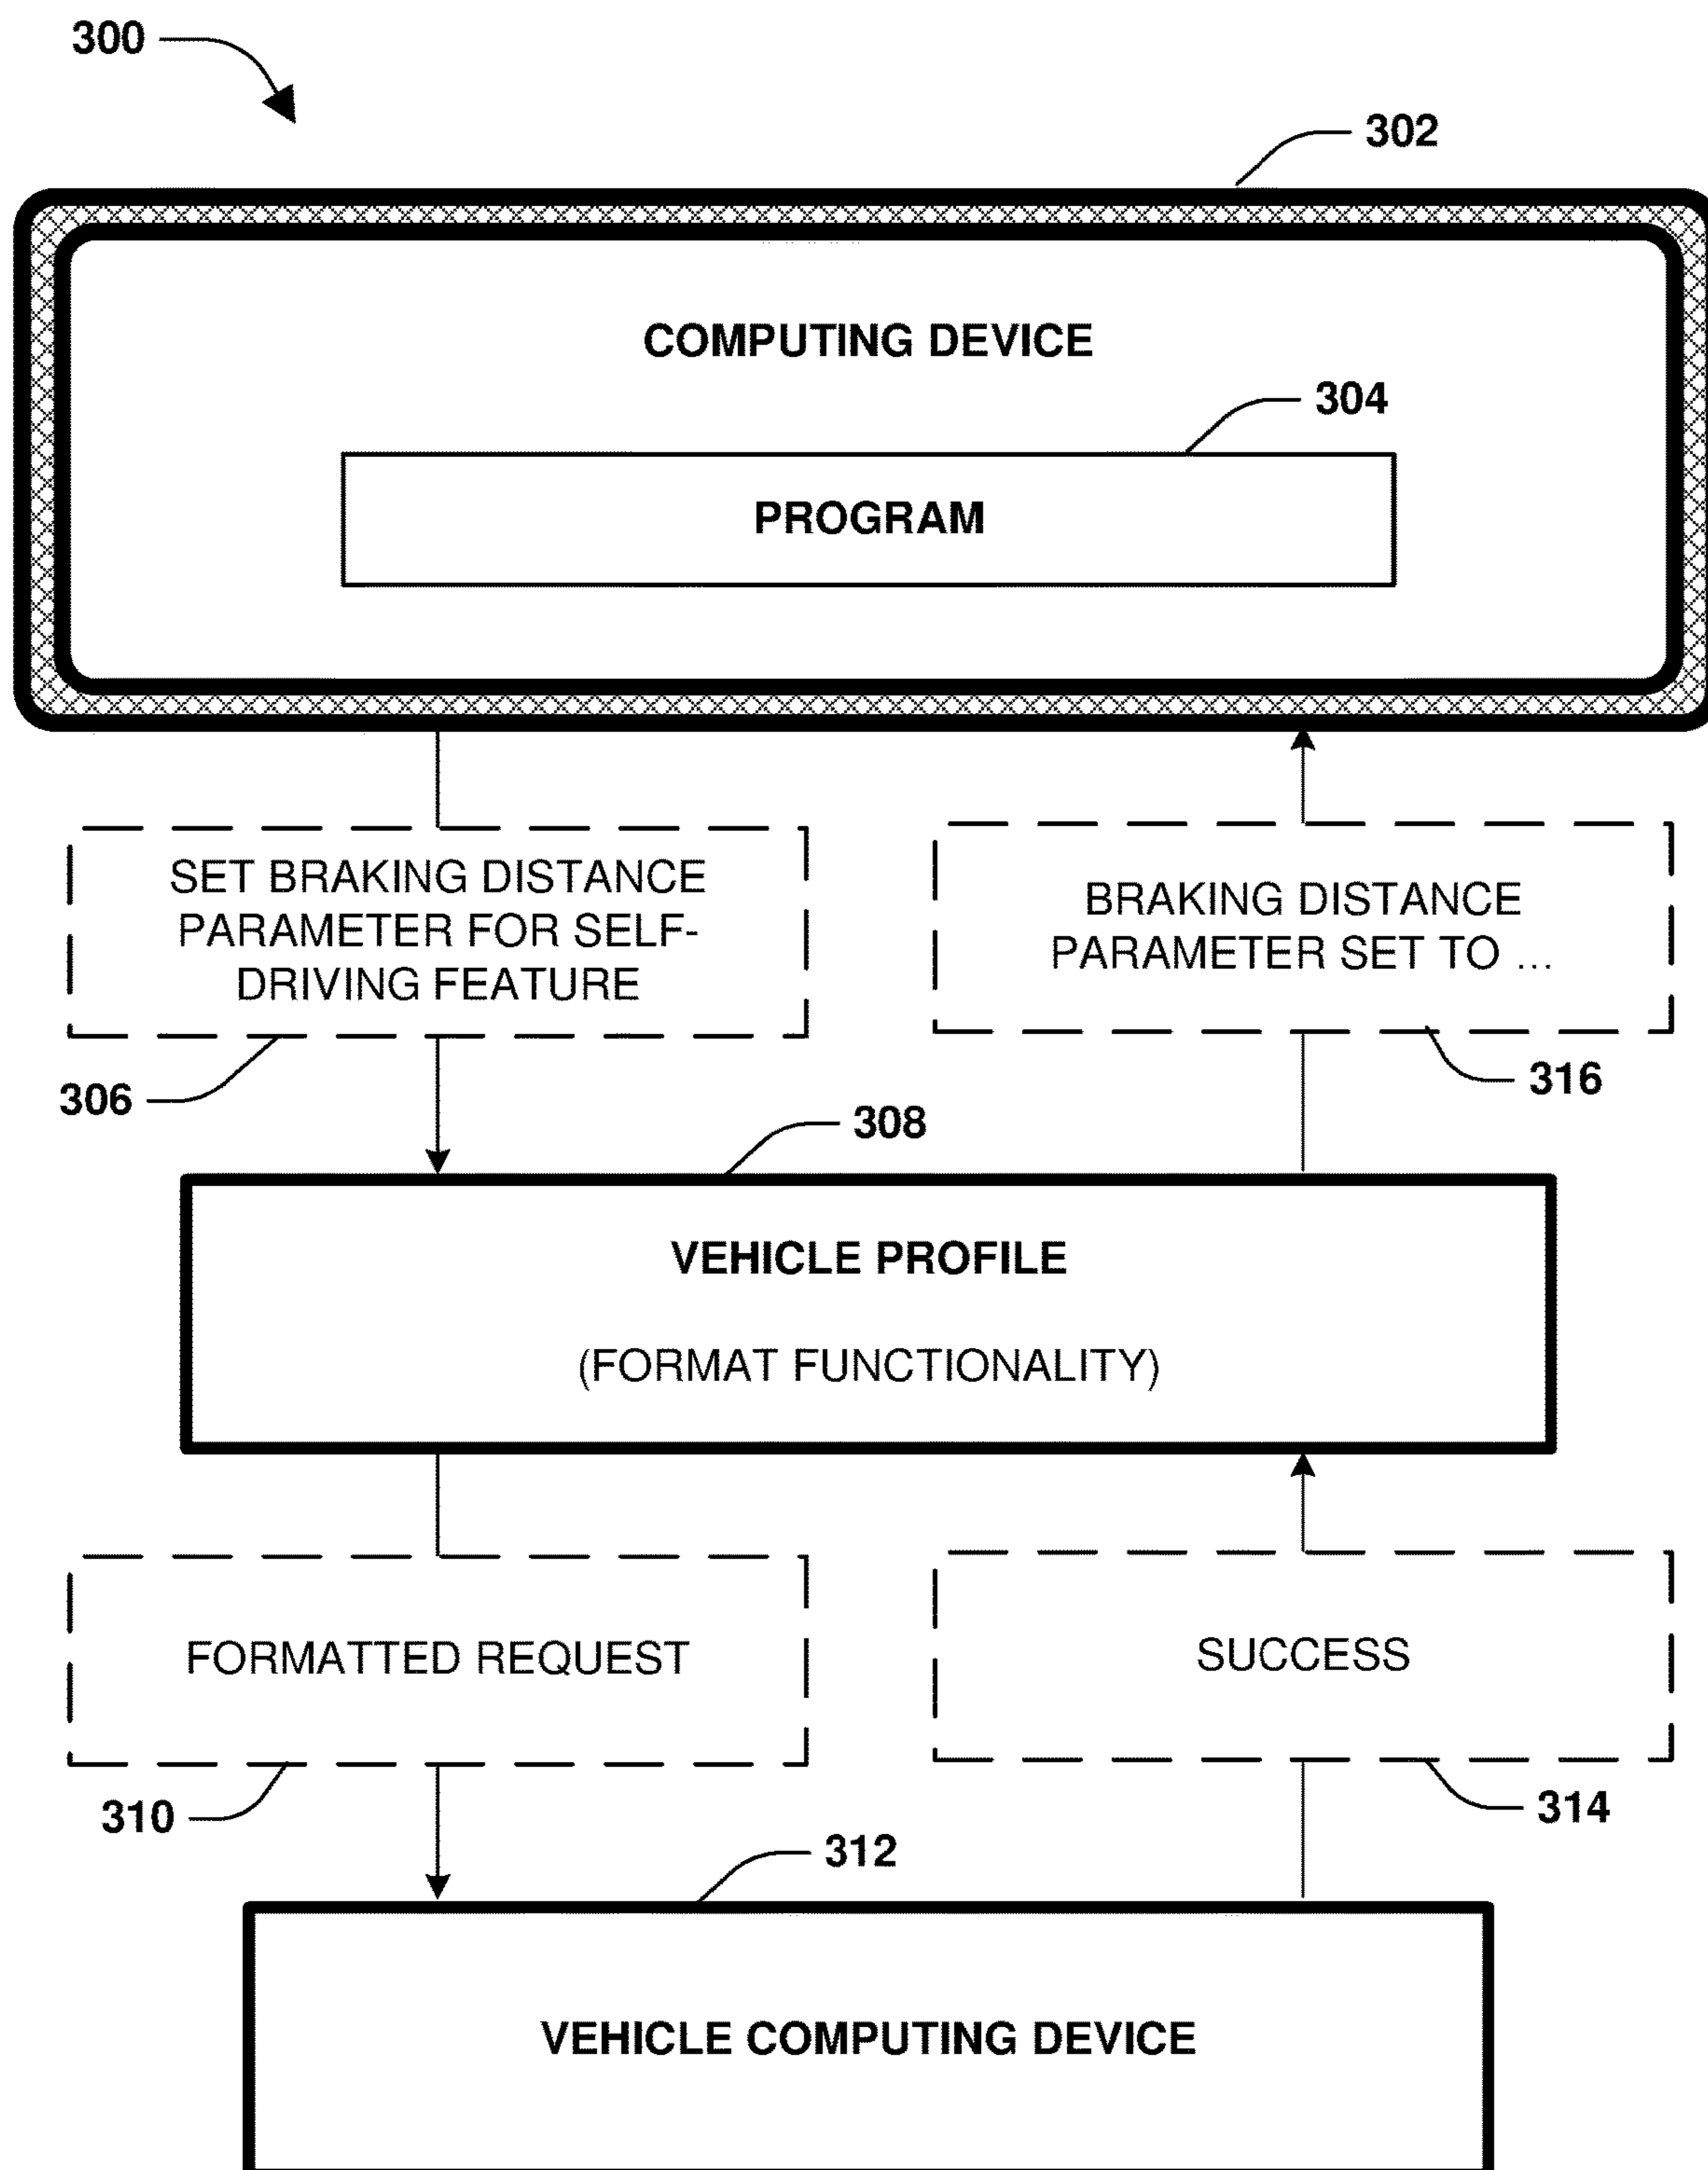 300
302
COMPUTING DEVICE
304
PROGRAM
SET BRAKING DISTANCE
PARAMETER FOR SELF-
DRIVING FEATURE
BRAKING DISTANCE
PARAMETER SET TO ...
306
316
308
VEHICLE PROFILE
(FORMAT FUNCTIONALITY)
FORMATTED REQUEST
SUCCESS
310
314
312
VEHICLE COMPUTING DEVICE